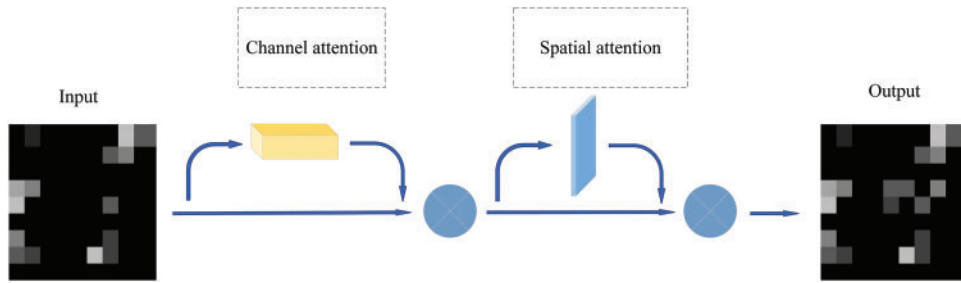 Channel attention
Spatial attention
Input
Output